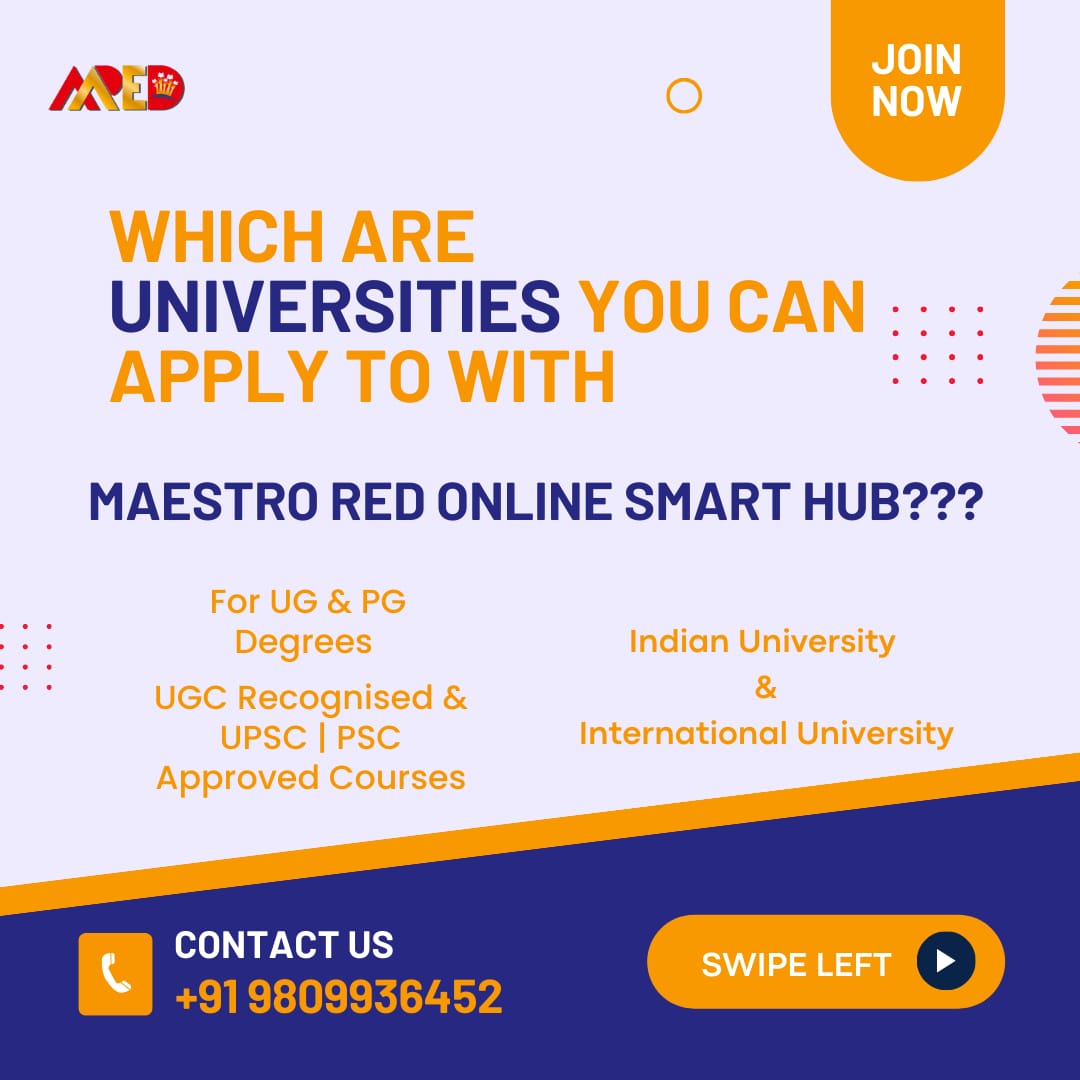 MRED
JOIN
NOW
WHICH ARE
UNIVERSITIES YOU CAN
APPLY TO WITH
MAESTRO RED ONLINE SMART HUB???
For UG & PG
Degrees
UGC Recognised &
UPSC | PSC
Approved Courses
Indian University
&
International University
CONTACT US
+91 9809936452
SWIPE LEFT